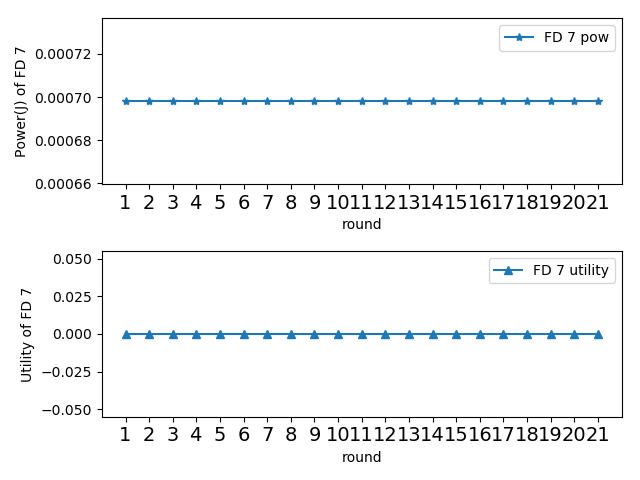 FD 7 pow
0.00072
0.00070
0.00068
0.00066
Power(J) of FD 7
1 2 3 4 5 6 7 8 9 10 11 12 13 14 15 16 17 18 19 20 21
round
FD 7 utility
0.050
0.025
0.000
−0.025
−0.050
Utility of FD 7
1 2 3 4 5 6 7 8 9 10 11 12 13 14 15 16 17 18 19 20 21
round